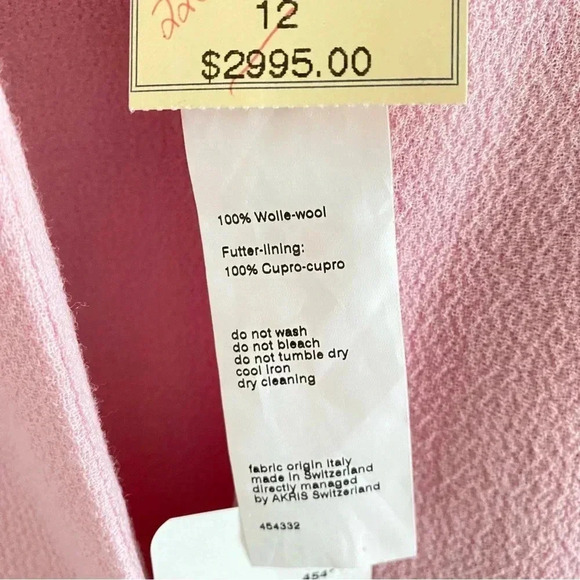 12
$2995.00
100% Wolle-wool
Futter-lining:
100% Cupro-cupro
do not wash
do not bleach
do not tumble dry
cool iron
dry cleaning
fabric origin Italy
made in Switzerland
directly managed
by AKRIS Switzerland
454332